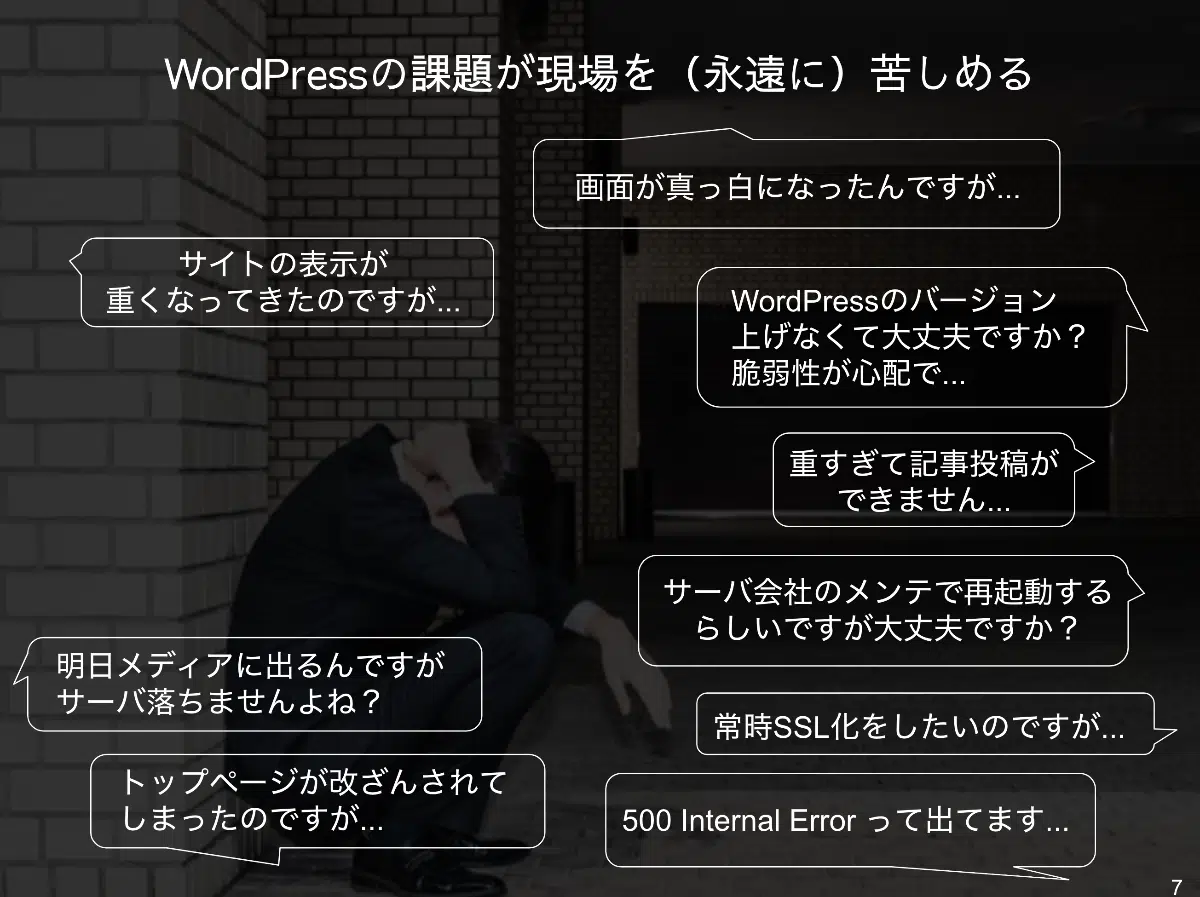 WordPressの課題が現場を（永遠に）苦しめる
画面が真っ白になったんですが...
サイトの表示が
重くなってきたのですが...
WordPressのバージョン
上げなくて大丈夫ですか？
脆弱性が心配で...
重すぎて記事投稿が
できません...
サーバ会社のメンテで再起動する
らしいですが大丈夫ですか？
明日メディアに出るんですが
サーバ落ちませんよね？
常時SSL化をしたいのですが...
トップページが改ざんされて
しまったのですが...
500 Internal Error って出てます...
7